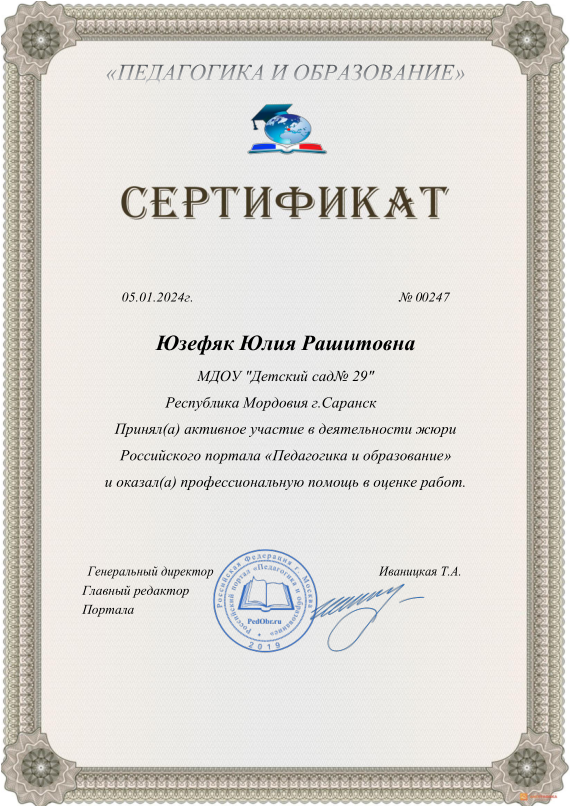 «ПЕДАГОГИКА И ОБРАЗОВАНИЕ»
СЕРТИФИКАТ
05.01.2024г. № 00247
Юзефяк Юлия Рашитовна
МДОУ "Детский сад№ 29"
Республика Мордовия г.Саранск
Принял(а) активное участие в деятельности жюри
Российского портала «Педагогика и образование»
и оказал(а) профессиональную помощь в оценке работ.
Генеральный директор Иваницкая Т.А.
Главный редактор
Портала
Российская Федерация г. Москва
Российский портал «Педагогика и образование»
PedObr.ru
2019